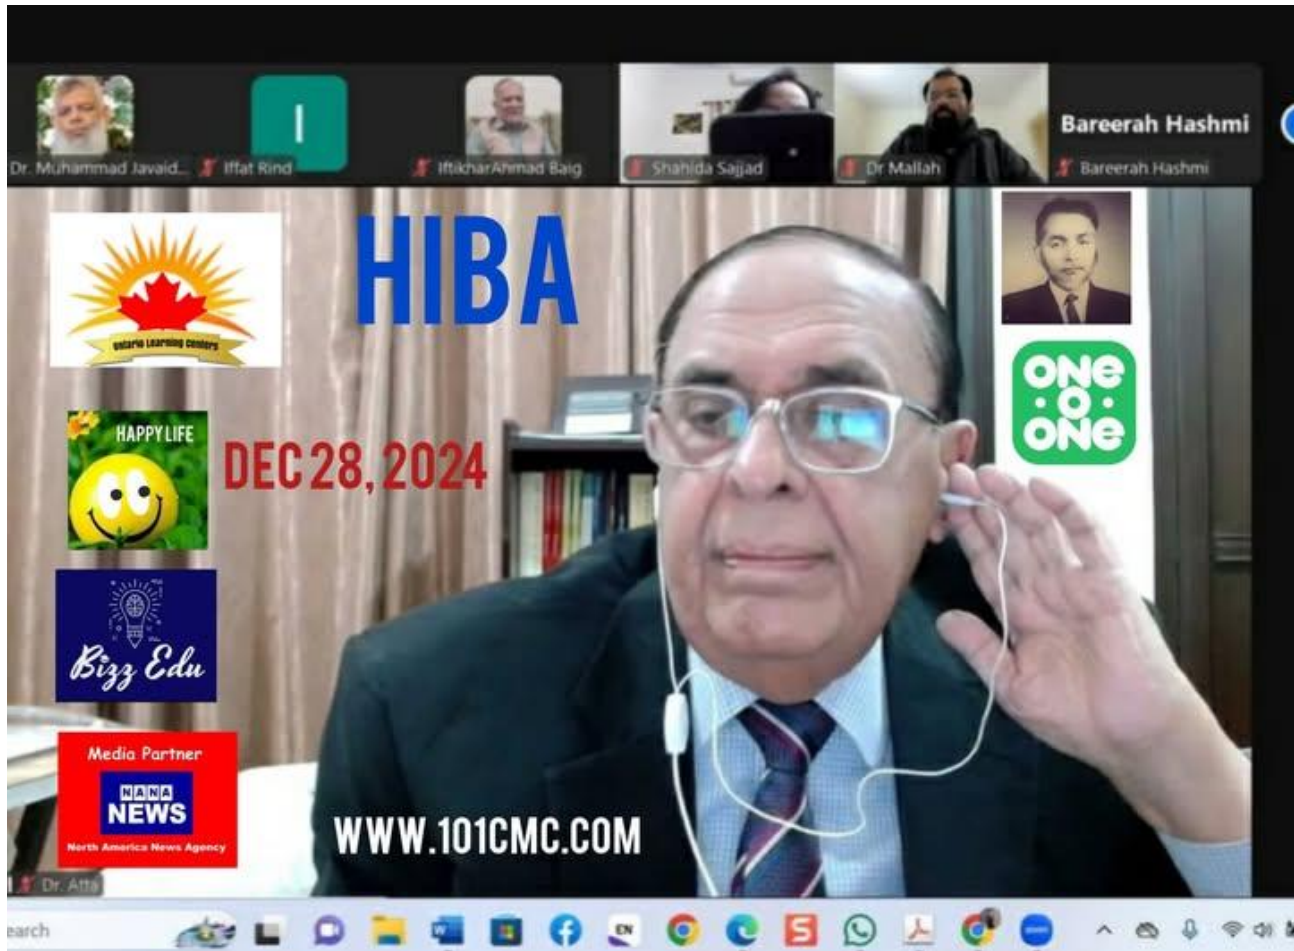 Bareerah Hashmi
Dr. Muhammad Javaid...
Iffat Rind
IftikharAhmad Baig
Shahida Sajjad
Dr Mallah
Bareerah Hashmi
I
HIBA
Ontario Learning Centers
ONe
·O·
ONe
HAPPY LIFE
DEC 28, 2024
Bizz Edu
Media Partner
NANA
NEWS
North America News Agency
WWW.101CMC.COM
Dr. Atta
earch
EN